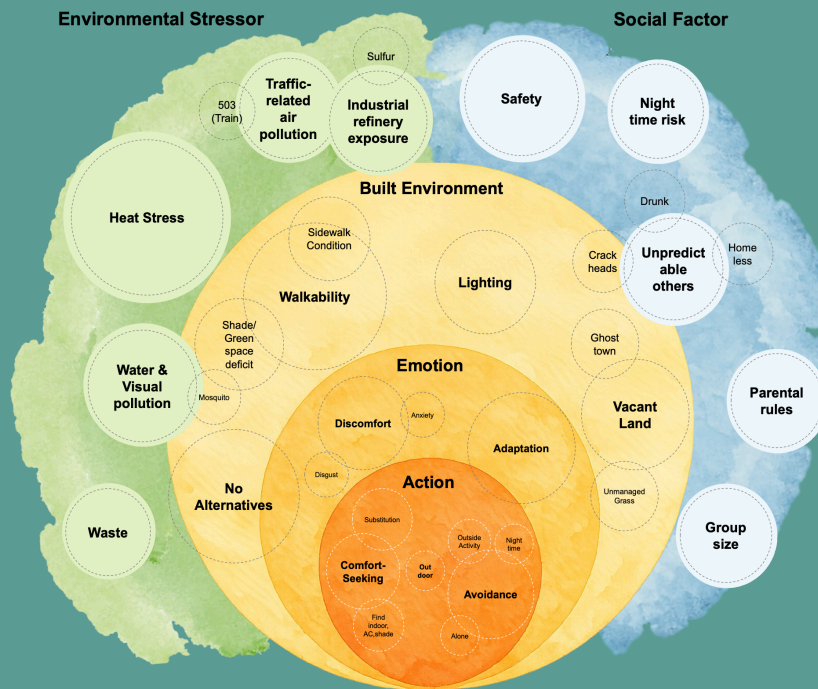 Environmental Stressor
Social Factor
Sulfur
503
(Train)
Traffic-
related
air
pollution
Industrial
refinery
exposure
Safety
Night
time risk
Heat Stress
Built Environment
Drunk
Sidewalk
Condition
Walkability
Lighting
Crack
heads
Unpredict
able
others
Home
less
Shade/
Green
space
deficit
Ghost
town
Water &
Visual
pollution
Mosquito
Emotion
Discomfort
Anxiety
Adaptation
Vacant
Land
Parental
rules
Disgust
No
Alternatives
Action
Unmanaged
Grass
Waste
Substitution
Outside
Activity
Night
time
Group
size
Comfort-
Seeking
Out
door
Avoidance
Find
indoor,
AC,shade
Alone